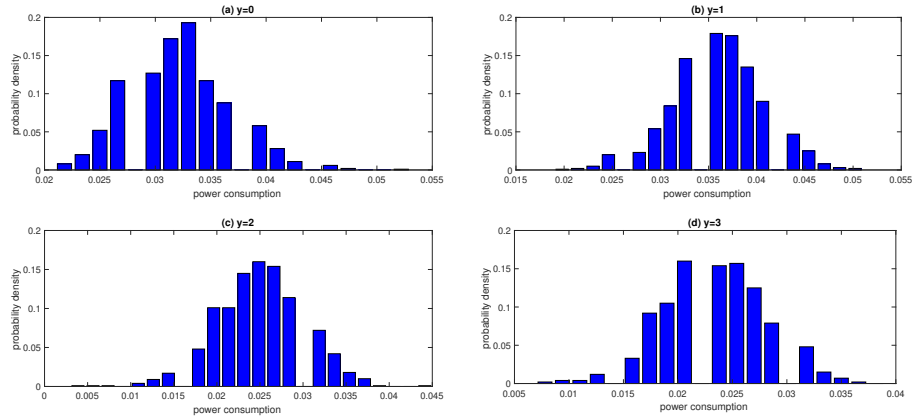 (a) y=0
probability density
0.2
0.15
0.1
0.05
0
0.02 0.025 0.03 0.035 0.04 0.045 0.05 0.055
power consumption
(b) y=1
probability density
0.2
0.15
0.1
0.05
0
0.015 0.02 0.025 0.03 0.035 0.04 0.045 0.05 0.055
power consumption
(c) y=2
probability density
0.2
0.15
0.1
0.05
0
0 0.005 0.01 0.015 0.02 0.025 0.03 0.035 0.04 0.045
power consumption
(d) y=3
probability density
0.2
0.15
0.1
0.05
0
0.005 0.01 0.015 0.02 0.025 0.03 0.035 0.04
power consumption